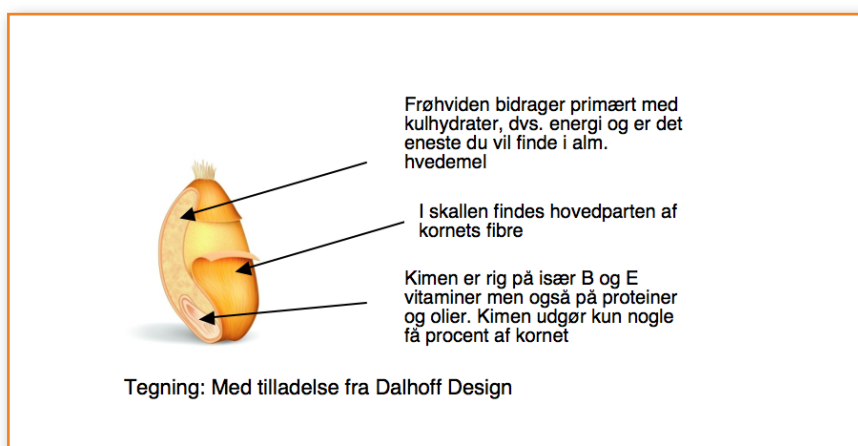 Frøhviden bidrager primært med
kulhydrater, dvs. energi og er det
eneste du vil finde i alm.
hvedemel
I skallen findes hovedparten af
kornets fibre
Kimen er rig på især B og E
vitaminer men også på proteiner
og olier. Kimen udgør kun nogle
få procent af kornet
Tegning: Med tilladelse fra Dalhoff Design